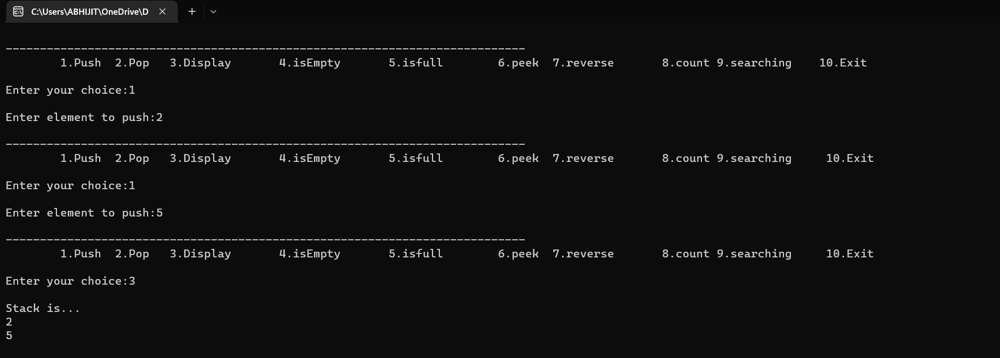 C:\Users\ABHIJIT\OneDrive\D
---------------------------------------------------------------------------- 
1.Push 2.Pop 3.Display 4.isEmpty 5.isfull 6.peek 7.reverse 8.count 9.searching 10.Exit
Enter your choice:1
Enter element to push:2
----------------------------------------------------------------------------
1.Push 2.Pop 3.Display 4.isEmpty 5.isfull 6.peek 7.reverse 8.count 9.searching 10.Exit
Enter your choice:1
Enter element to push:5
----------------------------------------------------------------------------
1.Push 2.Pop 3.Display 4.isEmpty 5.isfull 6.peek 7.reverse 8.count 9.searching 10.Exit
Enter your choice:3
Stack is...
2
5